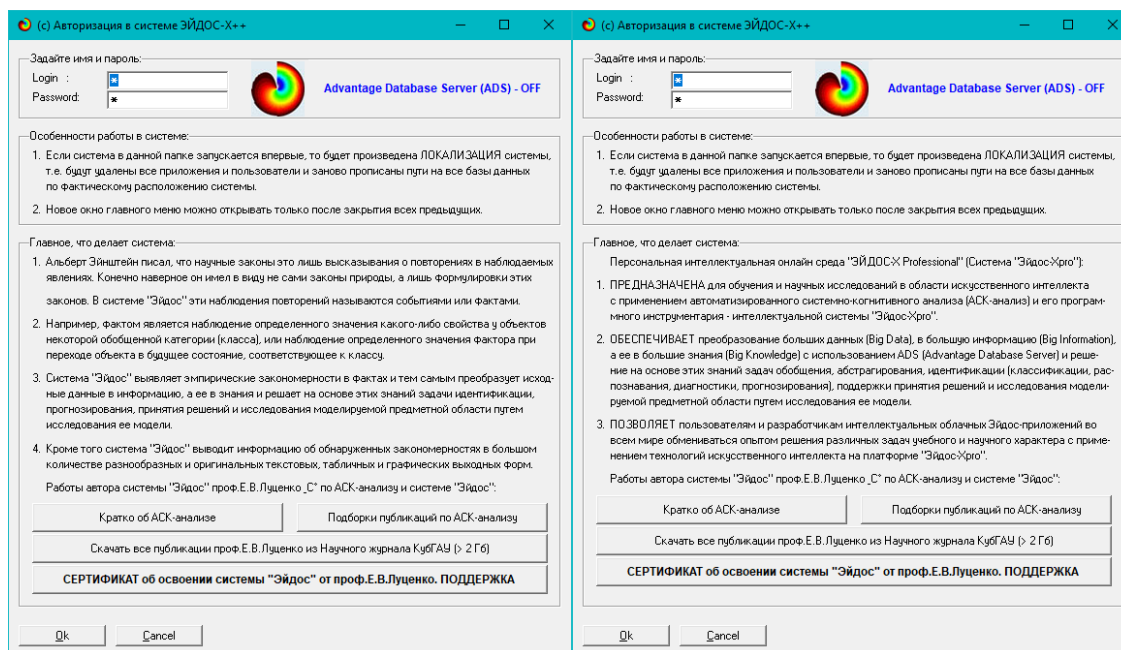 (c) Авторизация в системе ЭЙДОС-X++
Задайте имя и пароль:
Login :
*
Password:
*
Advantage Database Server (ADS) - OFF
Особенности работы в системе:
1. Если система в данной папке запускается впервые, то будет произведена ЛОКАЛИЗАЦИЯ системы,
т.е. будут удалены все приложения и пользователи и заново прописаны пути на все базы данных
по фактическому расположению системы.
2. Новое окно главного меню можно открывать только после закрытия всех предыдущих.
Главное, что делает система:
1. Альберт Эйнштейн писал, что научные законы это лишь высказывания о повторениях в наблюдаемых
явлениях. Конечно наверное он имел в виду не сами законы природы, а лишь формулировки этих
законов. В системе "Эйдос" эти наблюдения повторений называются событиями или фактами.
2. Например, фактом является наблюдение определенного значения какого-либо свойства у объектов
некоторой обобщенной категории (класса), или наблюдение определенного значения фактора при
переходе объекта в будущее состояние, соответствующее к классу.
3. Система "Эйдос" выявляет эмпирические закономерности в фактах и тем самым преобразует исход-
ные данные в информацию, а ее в знания и решает на основе этих знаний задачи идентификации,
прогнозирования, принятия решений и исследования моделируемой предметной области путем
исследования ее модели.
4. Кроме того система "Эйдос" выводит информацию об обнаруженных закономерностях в большом
количестве разнообразных и оригинальных текстовых, табличных и графических выходных форм.
Работы автора системы "Эйдос" проф.Е.В.Луценко _С° по АСК-анализу и системе "Эйдос":
Кратко об АСК-анализе
Подборки публикаций по АСК-анализу
Скачать все публикации проф.Е.В.Луценко из Научного журнала КубГАУ (> 2 Гб)
СЕРТИФИКАТ об освоении системы "Эйдос" от проф.Е.В.Луценко. ПОДДЕРЖКА
Ok
Cancel
(c) Авторизация в системе ЭЙДОС-X++
Задайте имя и пароль:
Login :
*
Password:
*
Advantage Database Server (ADS) - OFF
Особенности работы в системе:
1. Если система в данной папке запускается впервые, то будет произведена ЛОКАЛИЗАЦИЯ системы,
т.е. будут удалены все приложения и пользователи и заново прописаны пути на все базы данных
по фактическому расположению системы.
2. Новое окно главного меню можно открывать только после закрытия всех предыдущих.
Главное, что делает система:
Персональная интеллектуальная онлайн среда "ЭЙДОС-X Professional" (Система "Эйдос-Xpro"):
1. ПРЕДНАЗНАЧЕНА для обучения и научных исследований в области искусственного интеллекта
с применением автоматизированного системно-когнитивного анализа (АСК-анализ) и его програм-
много инструментария - интеллектуальной системы "Эйдос-Xpro".
2. ОБЕСПЕЧИВАЕТ преобразование больших данных (Big Data), в большую информацию (Big Information),
а ее в большие знания (Big Knowledge) с использованием ADS (Advantage Database Server) и реше-
ние на основе этих знаний задач обобщения, абстрагирования, идентификации (классификации, рас-
познавания, диагностики, прогнозирования), поддержки принятия решений и исследования модели-
руемой предметной области путем исследования ее модели.
3. ПОЗВОЛЯЕТ пользователям и разработчикам интеллектуальных облачных Эйдос-приложений во
всем мире обмениваться опытом решения различных задач учебного и научного характера с приме-
нением технологий искусственного интеллекта на платформе "Эйдос-Xpro".
Работы автора системы "Эйдос" проф.Е.В.Луценко _С° по АСК-анализу и системе "Эйдос":
Кратко об АСК-анализе
Подборки публикаций по АСК-анализу
Скачать все публикации проф.Е.В.Луценко из Научного журнала КубГАУ (> 2 Гб)
СЕРТИФИКАТ об освоении системы "Эйдос" от проф.Е.В.Луценко. ПОДДЕРЖКА
Ok
Cancel